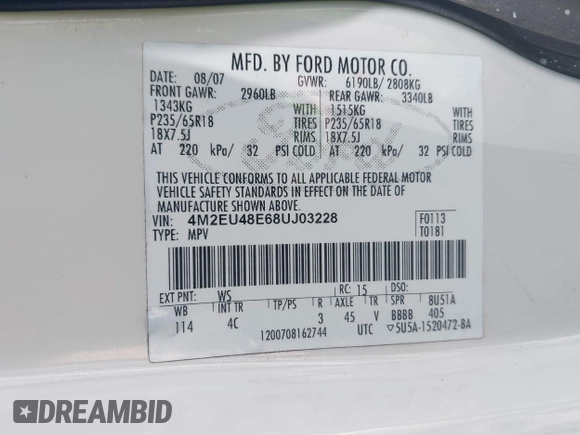 MFD. BY FORD MOTOR CO.
DATE: 08/07 GVWR: 6190LB/ 2808KG
FRONT GAWR: 2960LB REAR GAWR: 3340LB
1343KG WITH 1515KG WITH
P235/65R18 TIRES P235/65R18 TIRES
18X7.5J RIMS 18X7.5J RIMS
AT 220 kPa/ 32 PSI COLD AT 220 kPa/ 32 PSI COLD
THIS VEHICLE CONFORMS TO ALL APPLICABLE FEDERAL MOTOR
VEHICLE SAFETY STANDARDS IN EFFECT ON THE DATE OF
MANUFACTURE SHOWN ABOVE.
VIN: 4M2EU48E68UJ03228 F0113
TYPE: MPV T0181
EXT PNT: WS RC: 15 DSO:
WB INT TR TP/PS R AXLE TR SPR BU51A
114 4C 3 45 V BBBB 405
1200708162744 UTC ▽5U5A-1520472-BA
Ford
DREAMBID